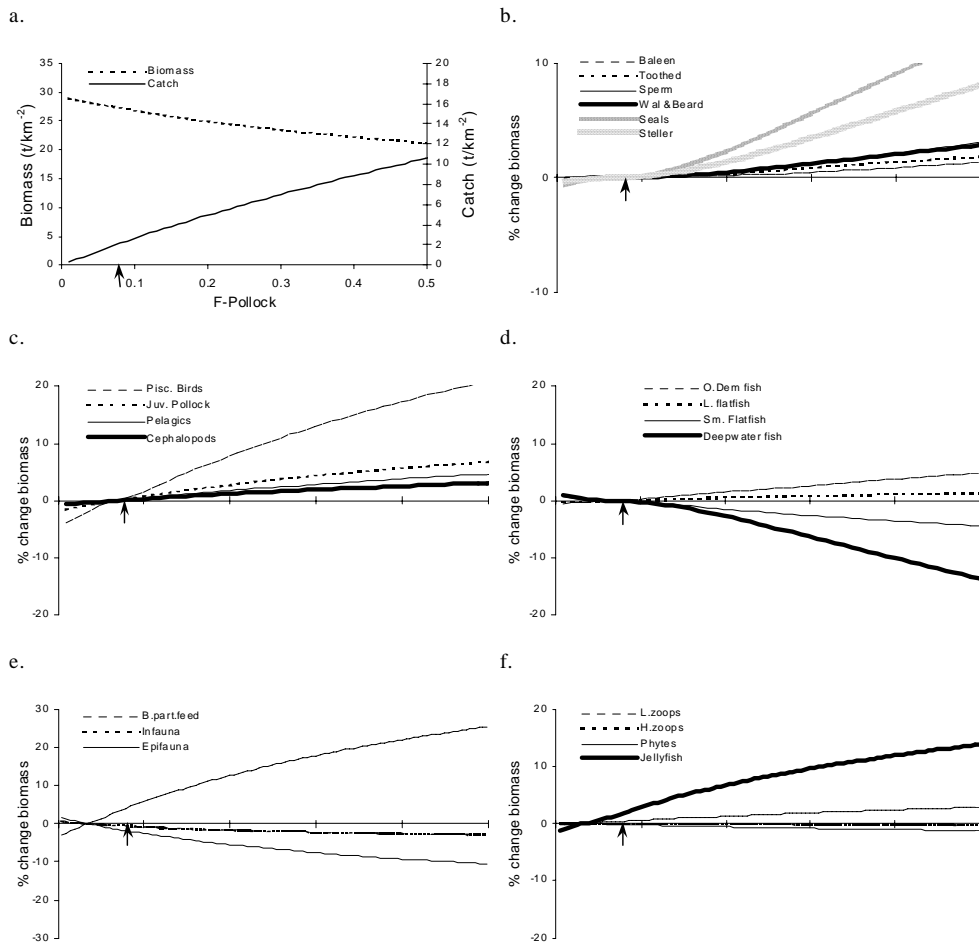 a.
Biomass
Catch
Biomass (t/km-2)
35
30
25
20
15
10
5
0
20
18
16
14
12
10
8
6
4
2
0
Catch (t/km-2)
0 0.1 0.2 0.3 0.4 0.5
F-Pollock
b.
Baleen
Toothed
Sperm
Wal & Beard
Seals
Steller
% change biomass
10
0
-10
c.
Pisc. Birds
Juv. Pollock
Pelagics
Cephalopods
% change biomass
20
10
0
-10
-20
d.
O.Dem fish
L. flatfish
Sm. Flatfish
Deepwater fish
% change biomass
20
10
0
-10
-20
e.
B.part.feed
Infauna
Epifauna
% change biomass
30
20
10
0
-10
-20
-30
f.
L.zoops
H.zoops
Phytes
Jellyfish
% change biomass
20
10
0
-10
-20